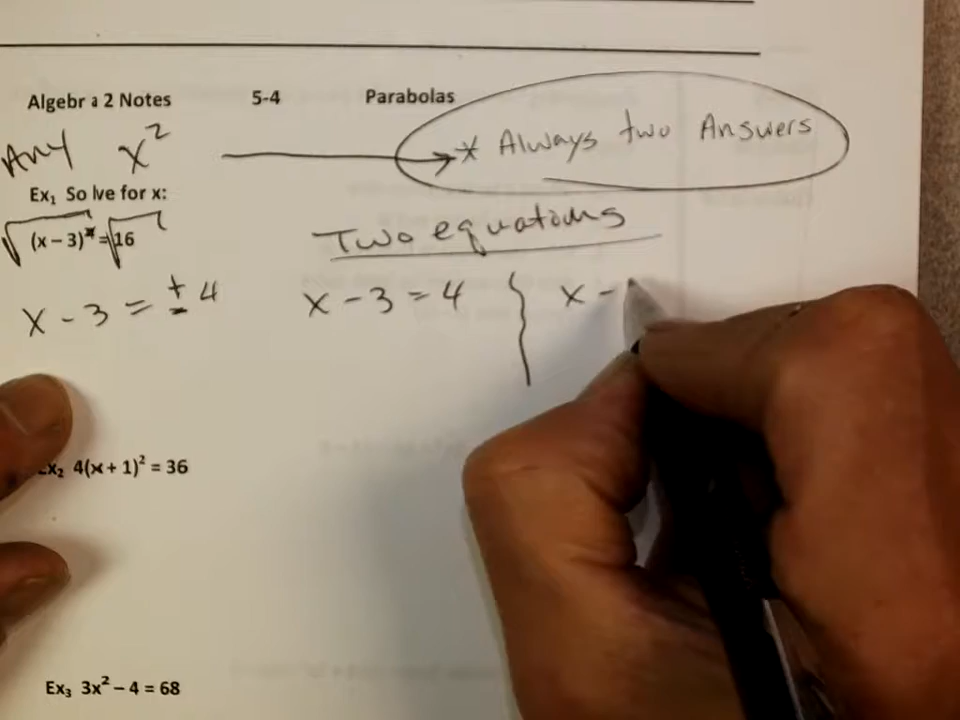 Algebra 2 Notes 5-4 Parabolas
Any x² → * Always two Answers
Ex₁ Solve for x:
√(x – 3)² = √16
Two equations
x - 3 = ± 4 x - 3 = 4 x -
Ex₂ 4(x + 1)² = 36
Ex₃ 3x² – 4 = 68